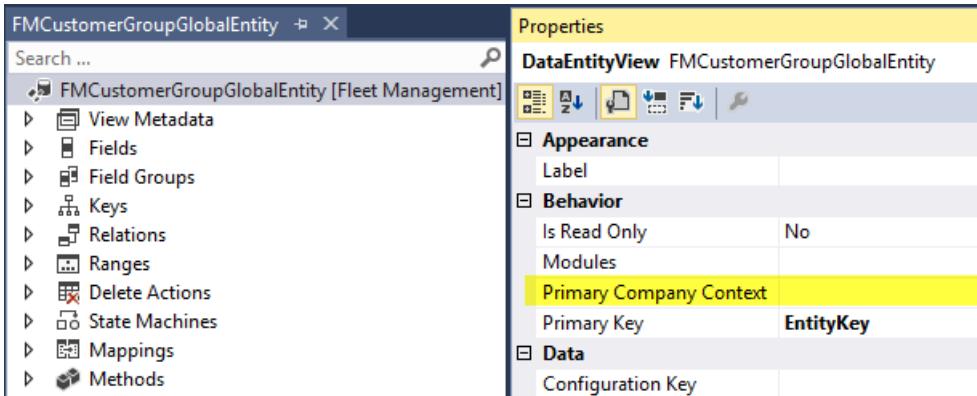 FMCustomerGroupGlobalEntity
Search ...
FMCustomerGroupGlobalEntity [Fleet Management]
View Metadata
Fields
Field Groups
Keys
Relations
Ranges
Delete Actions
State Machines
Mappings
Methods
Properties
DataEntityView FMCustomerGroupGlobalEntity
Appearance
Label
Behavior
Is Read Only No
Modules
Primary Company Context
Primary Key EntityKey
Data
Configuration Key